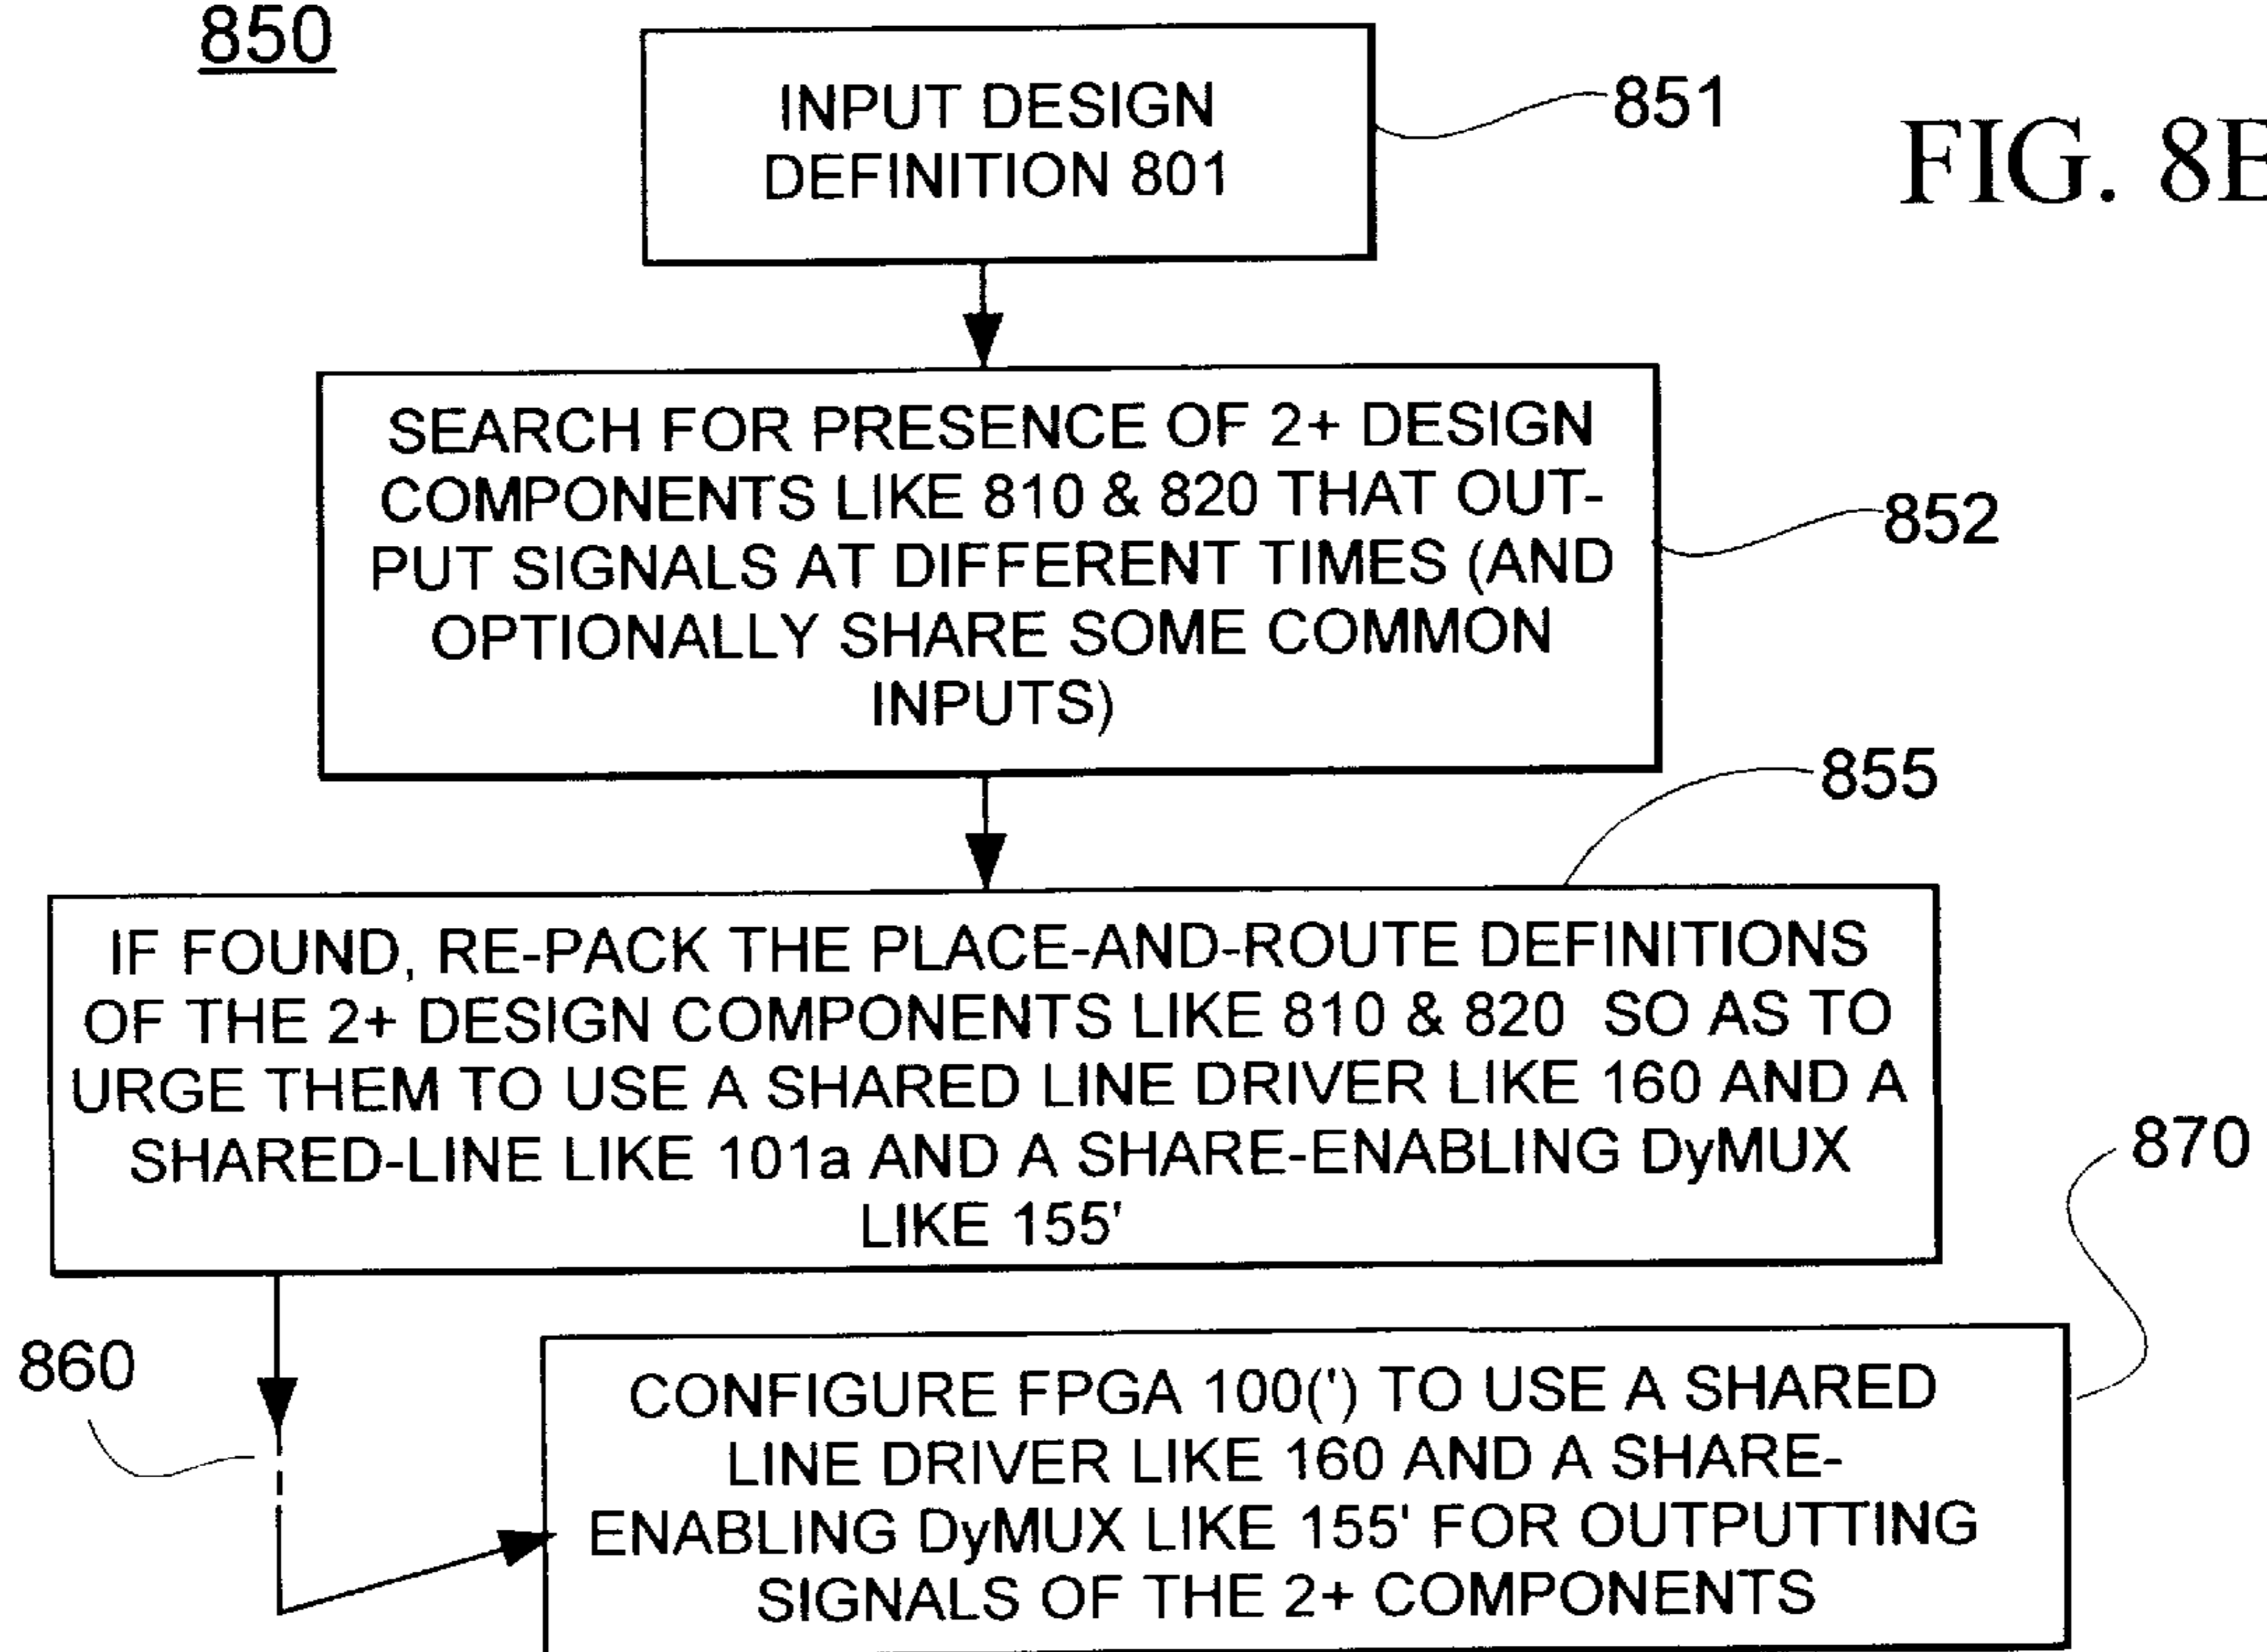 850
INPUT DESIGN
DEFINITION 801
851
FIG. 8B
SEARCH FOR PRESENCE OF 2+ DESIGN
COMPONENTS LIKE 810 & 820 THAT OUT-
PUT SIGNALS AT DIFFERENT TIMES (AND
OPTIONALLY SHARE SOME COMMON
INPUTS)
852
855
IF FOUND, RE-PACK THE PLACE-AND-ROUTE DEFINITIONS
OF THE 2+ DESIGN COMPONENTS LIKE 810 & 820 SO AS TO
URGE THEM TO USE A SHARED LINE DRIVER LIKE 160 AND A
SHARED-LINE LIKE 101a AND A SHARE-ENABLING DyMUX
LIKE 155'
870
860
CONFIGURE FPGA 100(') TO USE A SHARED
LINE DRIVER LIKE 160 AND A SHARE-
ENABLING DyMUX LIKE 155' FOR OUTPUTTING
SIGNALS OF THE 2+ COMPONENTS